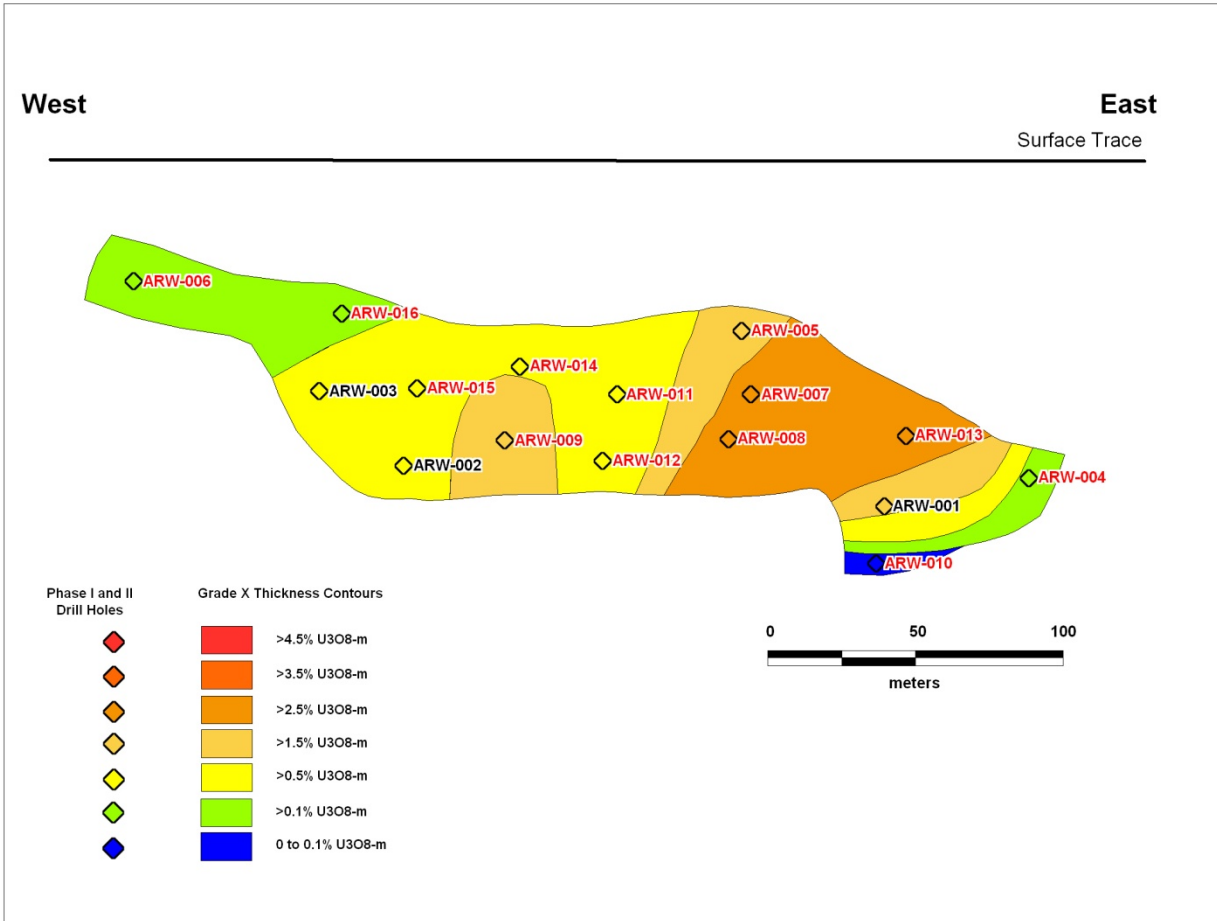 West
East
Surface Trace
ARW-006
ARW-016
ARW-005
ARW-014
ARW-003
ARW-015
ARW-011
ARW-007
ARW-009
ARW-008
ARW-013
ARW-002
ARW-012
ARW-004
ARW-001
ARW-010
Phase I and II
Drill Holes
Grade X Thickness Contours
>4.5% U3O8-m
>3.5% U3O8-m
>2.5% U3O8-m
>1.5% U3O8-m
>0.5% U3O8-m
>0.1% U3O8-m
0 to 0.1% U3O8-m
0 50 100
meters